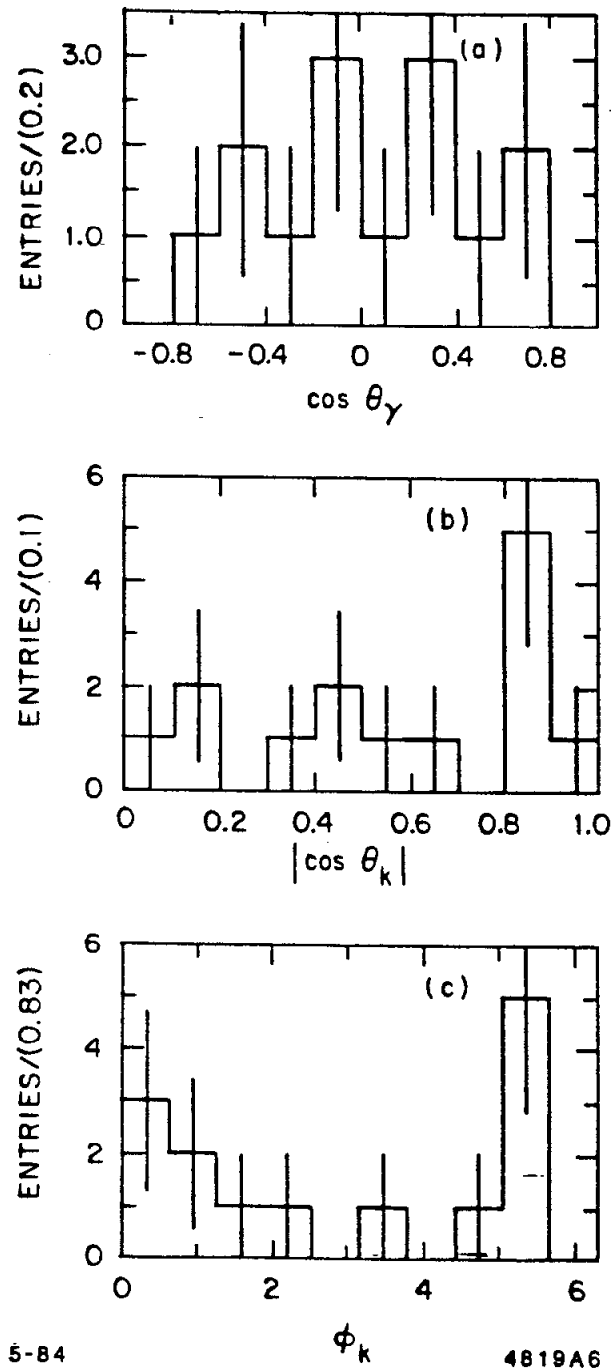 (a)
ENTRIES/(0.2)
3.0
2.0
1.0
0
-0.8 -0.4 0 0.4 0.8
cos θγ
(b)
ENTRIES/(0.1)
6
4
2
0
0 0.2 0.4 0.6 0.8 1.0
|cos θk|
(c)
ENTRIES/(0.83)
6
4
2
0
0 2 4 6
ϕk
5-84 4819A6